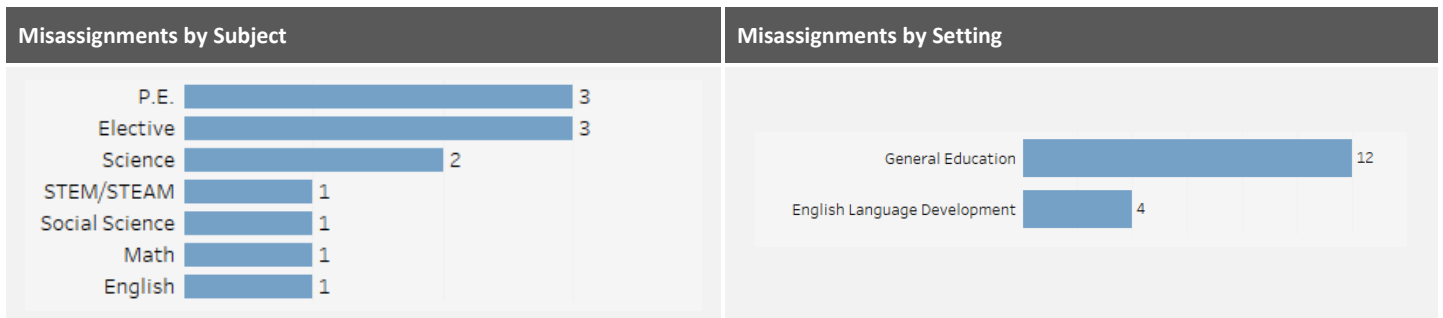 Misassignments by Subject
P.E. 3
Elective 3
Science 2
STEM/STEAM 1
Social Science 1
Math 1
English 1
Misassignments by Setting
General Education 12
English Language Development 4